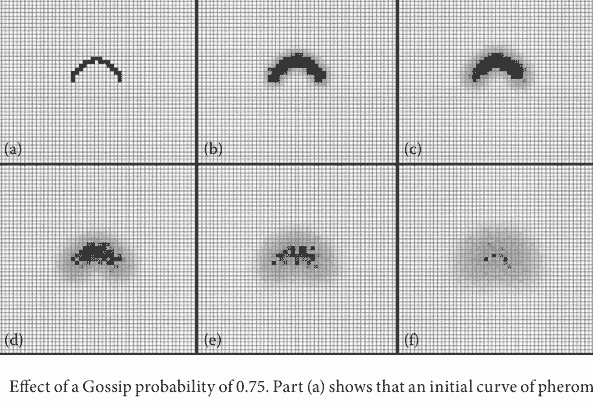 (a)
(b)
(c)
(d)
(e)
(f)
Effect of a Gossip probability of 0.75. Part (a) shows that an initial curve of pherom